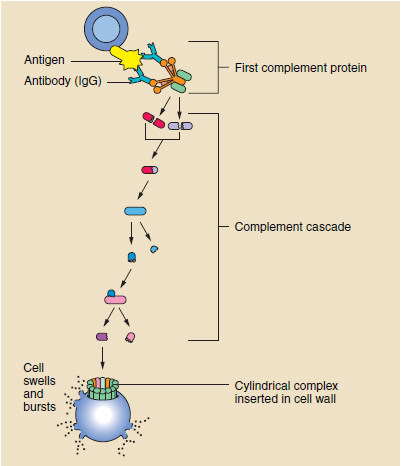 Antigen
Antibody (IgG)
First complement protein
Complement cascade
Cell
swells
and
bursts
Cylindrical complex
inserted in cell wall